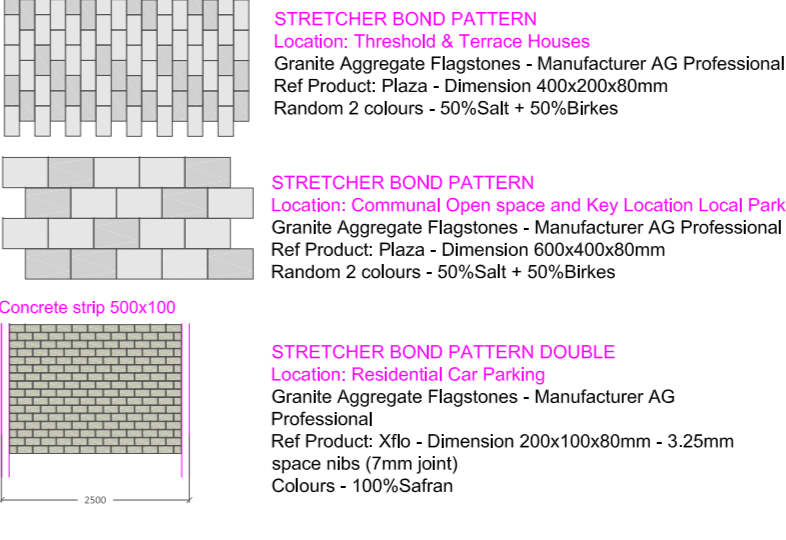 STRETCHER BOND PATTERN
Location: Threshold & Terrace Houses
Granite Aggregate Flagstones - Manufacturer AG Professional
Ref Product: Plaza - Dimension 400x200x80mm
Random 2 colours - 50%Salt + 50%Birkes
STRETCHER BOND PATTERN
Location: Communal Open space and Key Location Local Park
Granite Aggregate Flagstones - Manufacturer AG Professional
Ref Product: Plaza - Dimension 600x400x80mm
Random 2 colours - 50%Salt + 50%Birkes
Concrete strip 500x100
STRETCHER BOND PATTERN DOUBLE
Location: Residential Car Parking
Granite Aggregate Flagstones - Manufacturer AG
Professional
Ref Product: Xflo - Dimension 200x100x80mm - 3.25mm
space nibs (7mm joint)
Colours - 100%Safran
2500